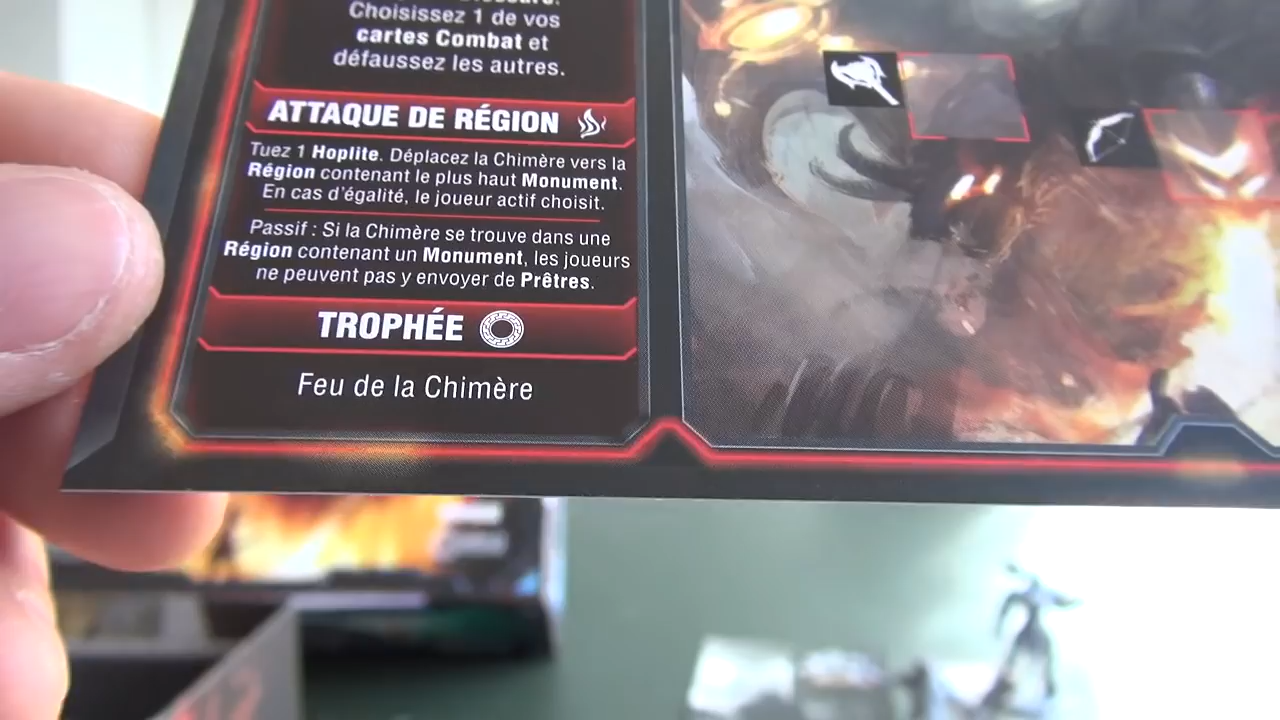 Choisissez 1 de vos
cartes Combat et
défaussez les autres.
ATTAQUE DE RÉGION
Tuez 1 Hoplite. Déplacez la Chimère vers la
Région contenant le plus haut Monument.
En cas d'égalité, le joueur actif choisit.
Passif : Si la Chimère se trouve dans une
Région contenant un Monument, les joueurs
ne peuvent pas y envoyer de Prêtres.
TROPHÉE
Feu de la Chimère